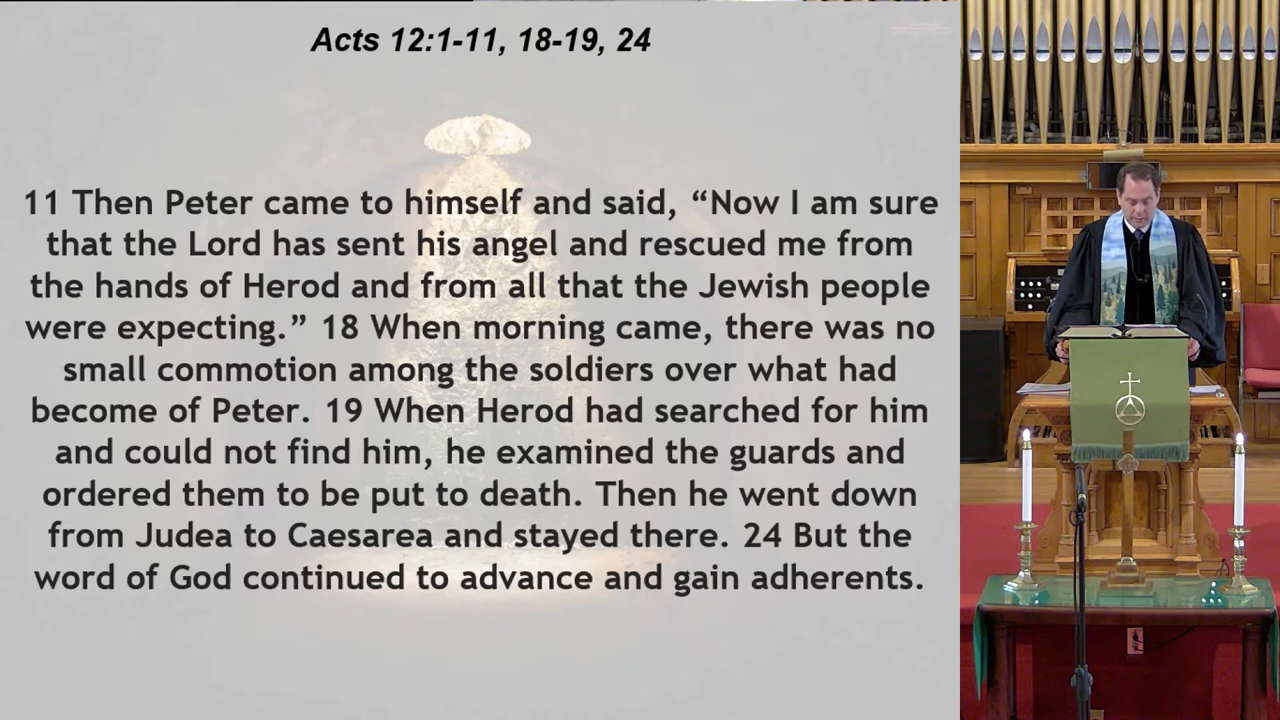 Acts 12:1-11, 18-19, 24
11 Then Peter came to himself and said, “Now I am sure
that the Lord has sent his angel and rescued me from
the hands of Herod and from all that the Jewish people
were expecting.” 18 When morning came, there was no
small commotion among the soldiers over what had
become of Peter. 19 When Herod had searched for him
and could not find him, he examined the guards and
ordered them to be put to death. Then he went down
from Judea to Caesarea and stayed there. 24 But the
word of God continued to advance and gain adherents.